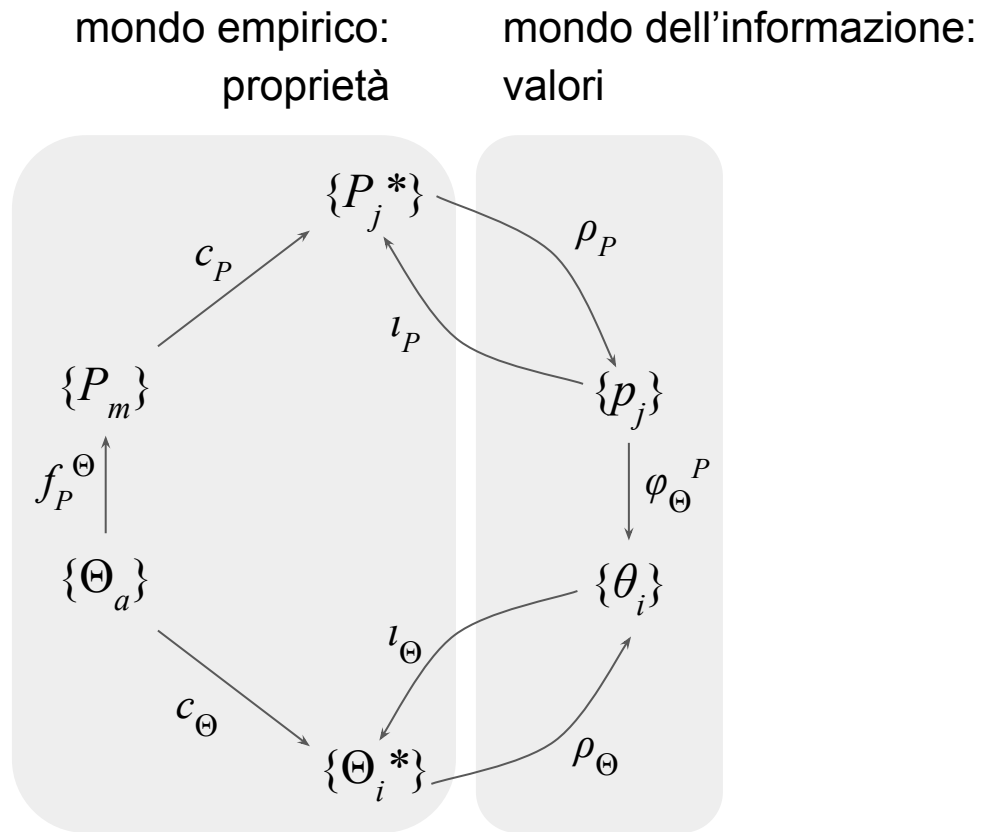 mondo empirico: mondo dell’informazione:
proprietà valori
{P_j*}
ρ_P
c_P
ι_P
{P_m}
{p_j}
f_P^Θ
φ_Θ^P
{Θ_a}
{θ_i}
ι_Θ
c_Θ
{Θ_i*}
ρ_Θ